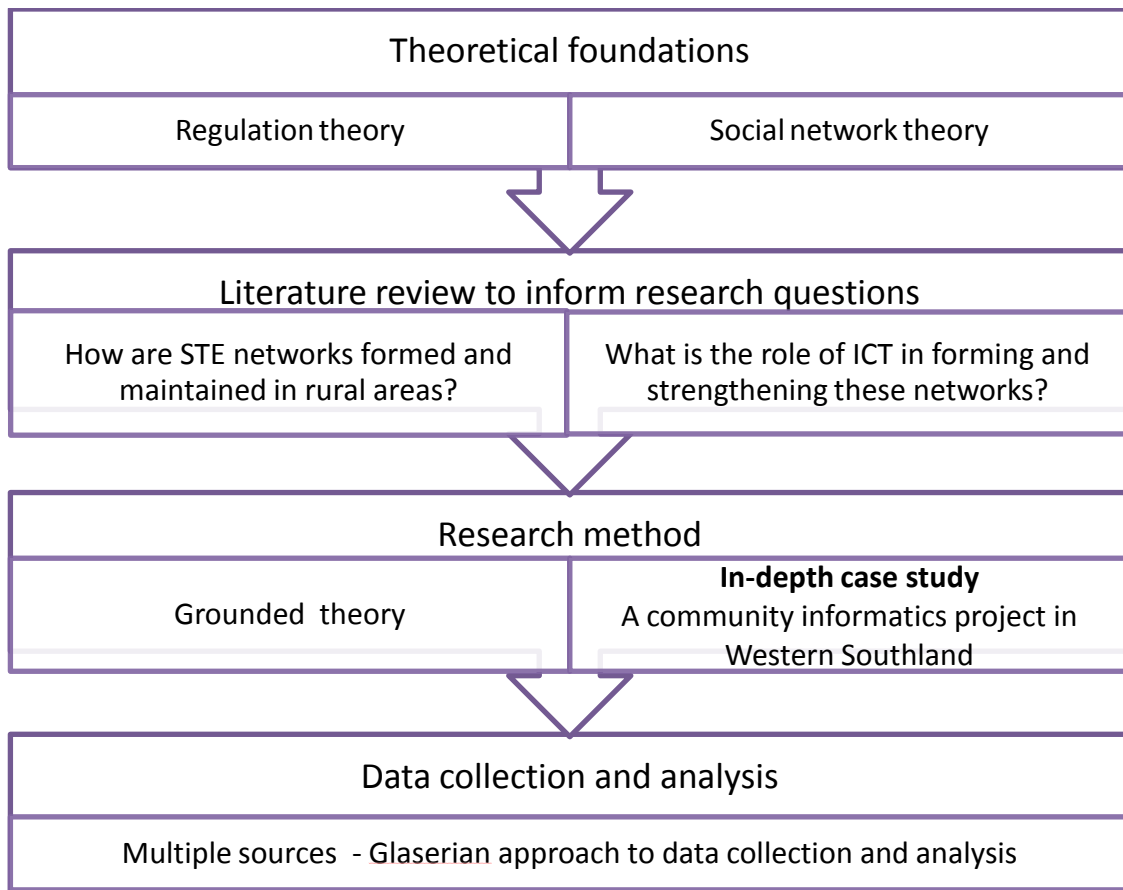 Theoretical foundations
Regulation theory
Social network theory
Literature review to inform research questions
How are STE networks formed and
maintained in rural areas?
What is the role of ICT in forming and
strengthening these networks?
Research method
Grounded theory
In-depth case study
A community informatics project in
Western Southland
Data collection and analysis
Multiple sources - Glaserian approach to data collection and analysis